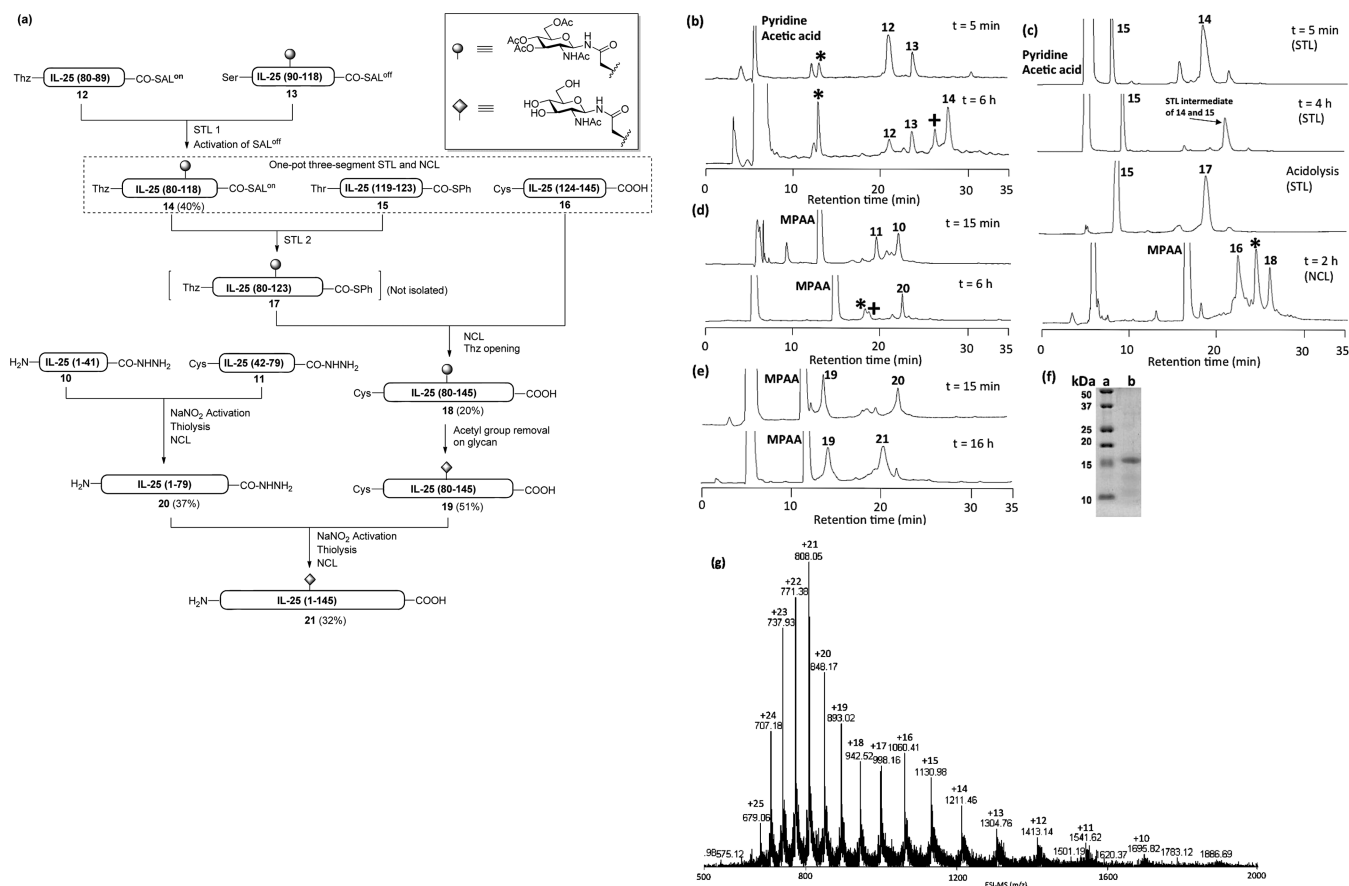 (a)
OAc
AcO
AcO
O
H
N
O
NHAc
≡
HO
HO
HO
O
H
N
O
NHAc
≡
Thz IL-25 (80-89) CO-SALon
12
Ser IL-25 (90-118) CO-SALoff
13
STL 1
Activation of SALoff
One-pot three-segment STL and NCL
Thz IL-25 (80-118) CO-SALon
14 (40%)
Thr IL-25 (119-123) CO-SPh
15
Cys IL-25 (124-145) COOH
16
STL 2
Thz IL-25 (80-123) CO-SPh (Not isolated)
17
NCL
Thz opening
H2N IL-25 (1-41) CO-NHNH2
10
Cys IL-25 (42-79) CO-NHNH2
11
Cys IL-25 (80-145) COOH
18 (20%)
NaNO2 Activation
Thiolysis
NCL
Acetyl group removal
on glycan
H2N IL-25 (1-79) CO-NHNH2
20 (37%)
Cys IL-25 (80-145) COOH
19 (51%)
NaNO2 Activation
Thiolysis
NCL
H2N IL-25 (1-145) COOH
21 (32%)
(b)
Pyridine
Acetic acid
* 12 13
t = 5 min
* 12 13 + 14
t = 6 h
0 10 20 30 35
Retention time (min)
(c)
Pyridine
Acetic acid
15 14
t = 5 min
(STL)
15
STL intermediate
of 14 and 15
t = 4 h
(STL)
15 17
Acidolysis
(STL)
MPAA 16 * 18
t = 2 h
(NCL)
0 10 20 30 35
Retention time (min)
(d)
MPAA 11 10
t = 15 min
MPAA * + 20
t = 6 h
0 10 20 30 35
Retention time (min)
(e)
MPAA 19 20
t = 15 min
MPAA 19 21
t = 16 h
0 10 20 35
Retention time (min)
(f)
kDa a b
50
37
25
20
15
10
(g)
+21
808.05
+22
771.38
+23
737.93
+20
848.17
+24
707.18
+19
893.02
+18
942.52
+17
998.16
+16
1060.41
+15
1130.98
+14
1211.46
+25
679.06
+13
1304.76
+12
1413.14
+11
1541.62
+10
1695.82
.98 575.12 1501.19 1620.37 1783.12 1886.69
500 800 1200 1600 2000
ESI-MS (m/z)